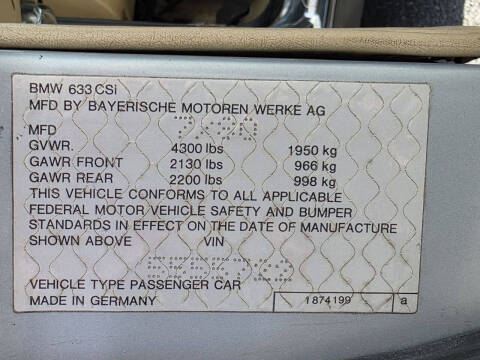 BMW 633CSi
MFD BY BAYERISCHE MOTOREN WERKE AG
MFD
GVWR. 4300 lbs 1950 kg
GAWR FRONT 2130 lbs 966 kg
GAWR REAR 2200 lbs 998 kg
THIS VEHICLE CONFORMS TO ALL APPLICABLE
FEDERAL MOTOR VEHICLE SAFETY AND BUMPER
STANDARDS IN EFFECT ON THE DATE OF MANUFACTURE
SHOWN ABOVE VIN
VEHICLE TYPE PASSENGER CAR
MADE IN GERMANY 1874199 a